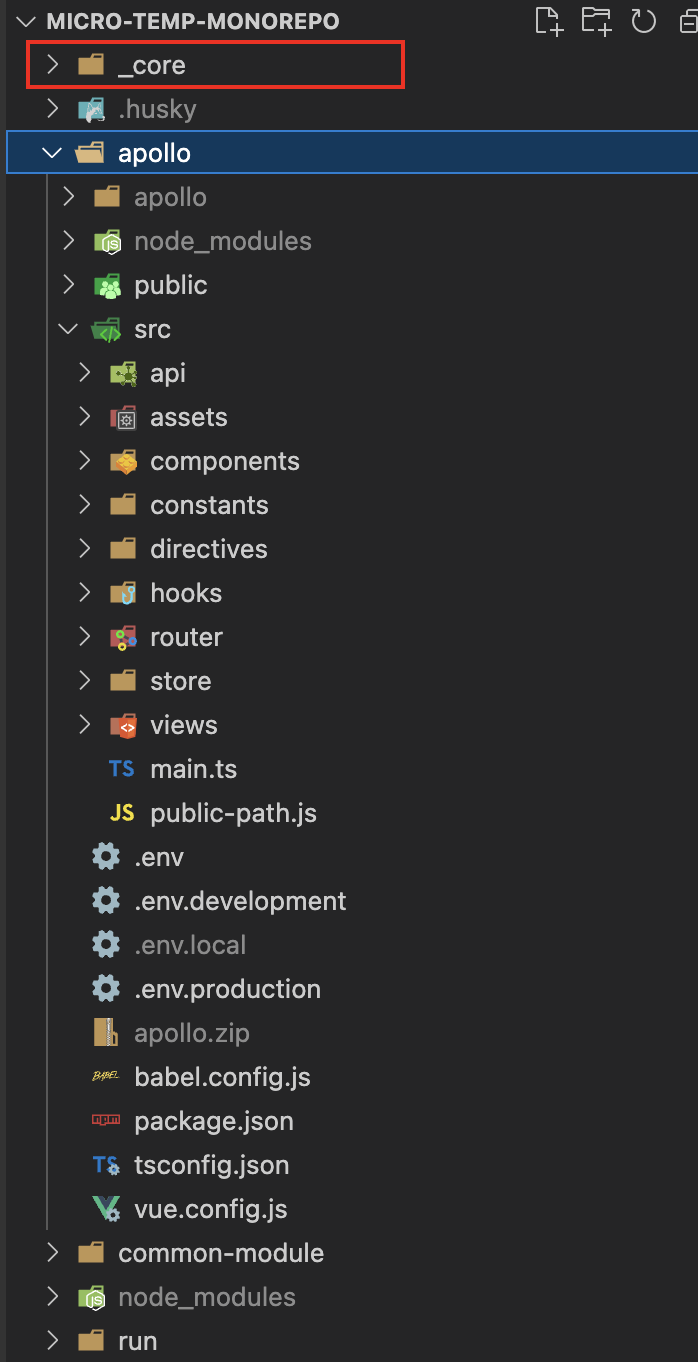 MICRO-TEMP-MONOREPO
_core
.husky
apollo
apollo
node_modules
public
src
api
assets
components
constants
directives
hooks
router
store
views
TS main.ts
JS public-path.js
.env
.env.development
.env.local
.env.production
apollo.zip
BABEL babel.config.js
npm package.json
TS tsconfig.json
vue.config.js
common-module
JS node_modules
run